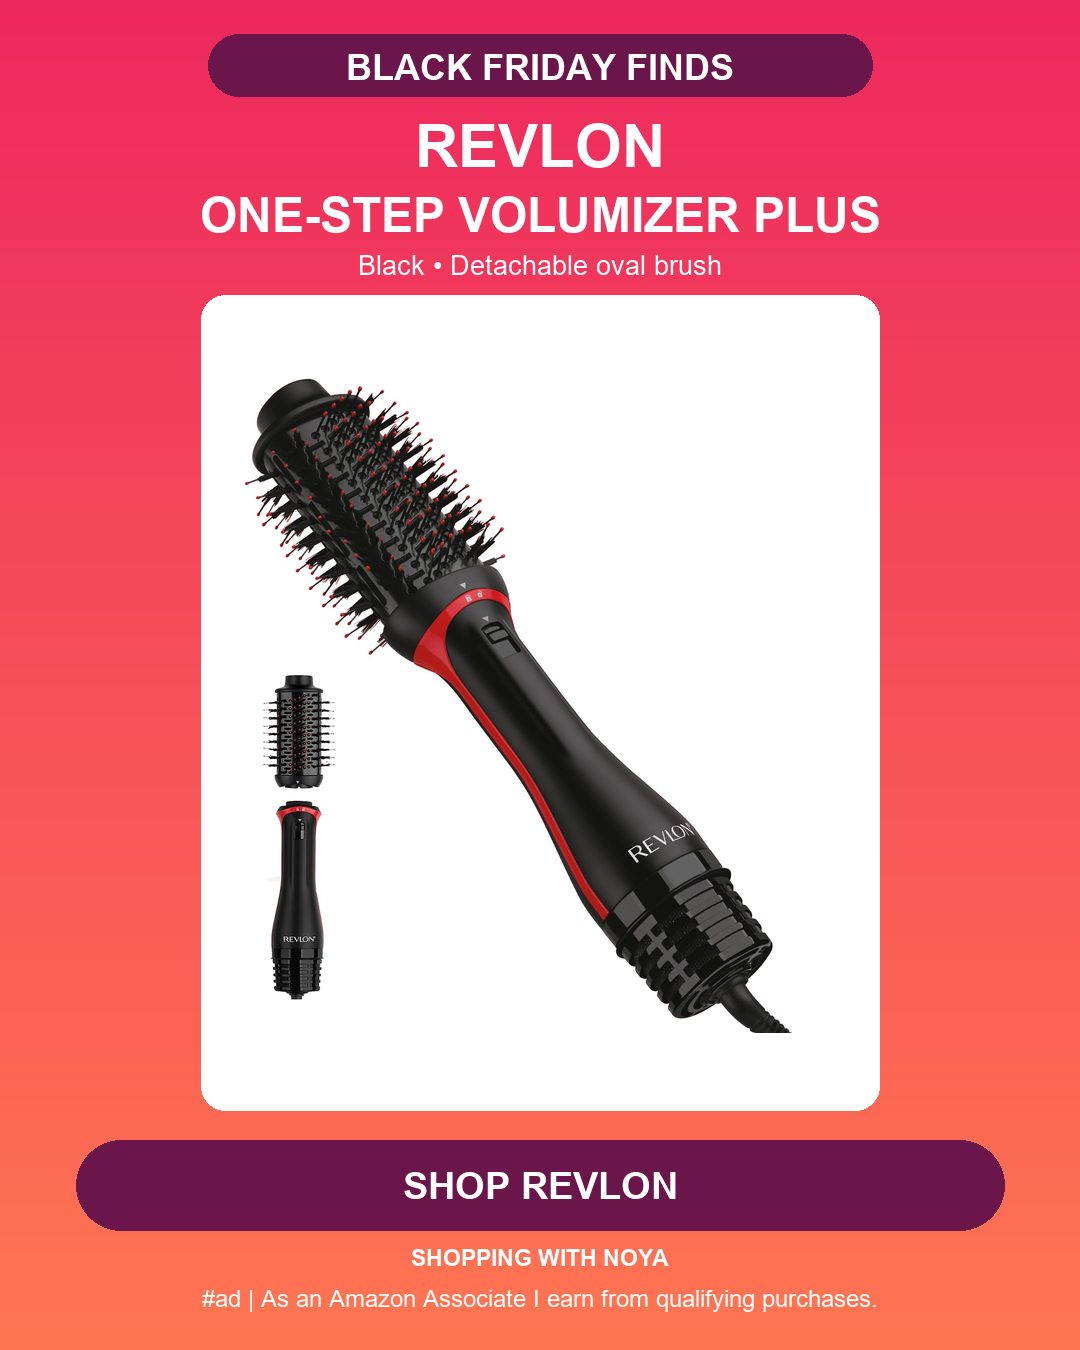 BLACK FRIDAY FINDS
REVLON
ONE-STEP VOLUMIZER PLUS
Black • Detachable oval brush
REVLON
REVLON
SHOP REVLON
SHOPPING WITH NOYA
#ad | As an Amazon Associate I earn from qualifying purchases.